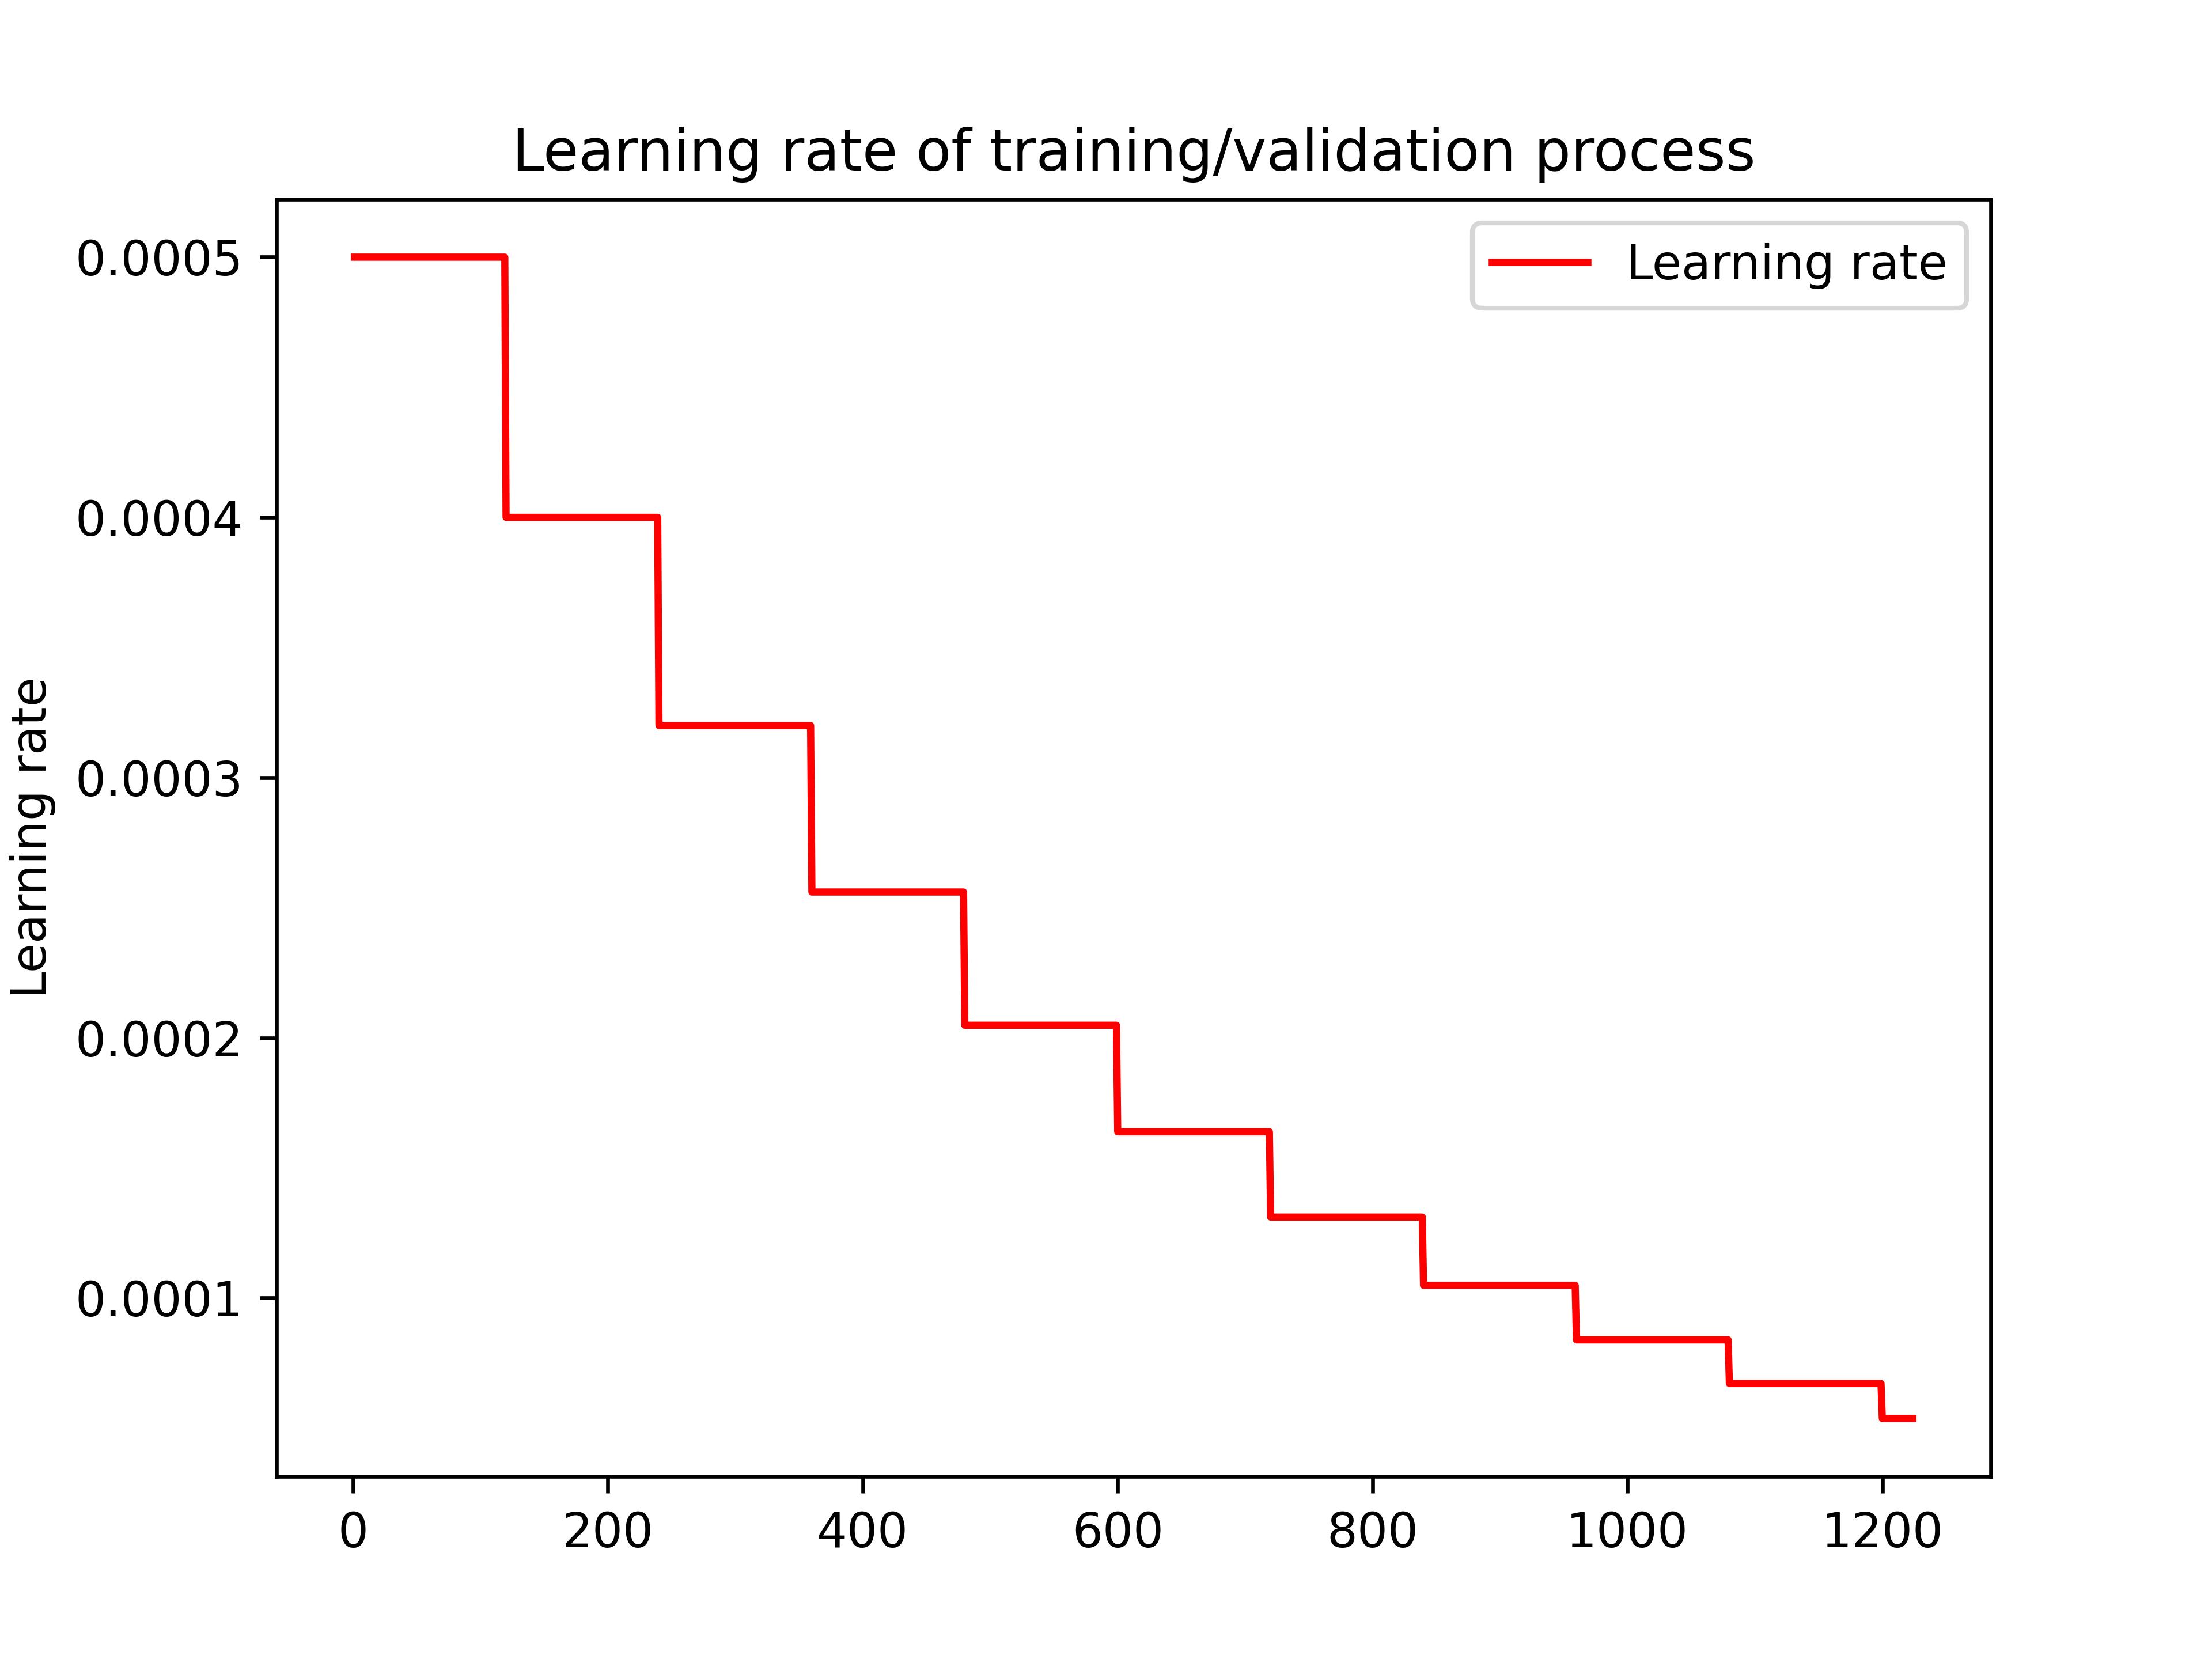 Learning rate of training/validation process
Learning rate
0.0005
0.0004
0.0003
0.0002
0.0001
Learning rate
0 200 400 600 800 1000 1200